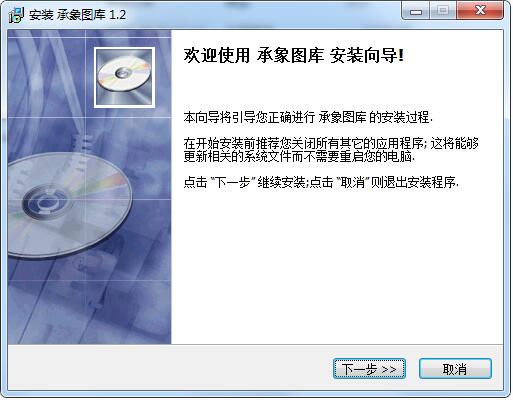 安装 承象图库 1.2
欢迎使用 承象图库 安装向导!
本向导将引导您正确进行 承象图库 的安装过程.
在开始安装前推荐您关闭所有其它的应用程序; 这将能够
更新相关的系统文件而不需要重启您的电脑.
点击 “下一步” 继续安装;点击 “取消” 则退出安装程序.
下一步 >>
取消